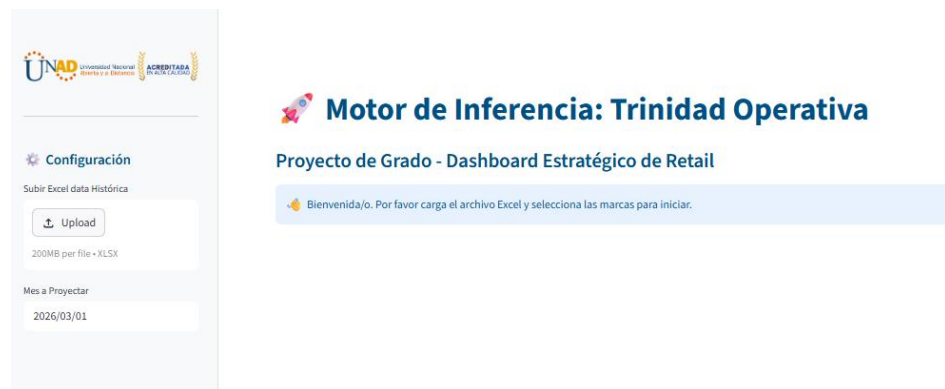 UNAD Universidad Nacional Abierta y a Distancia
ACREDITADA EN ALTA CALIDAD
Configuración
Subir Excel data Histórica
Upload
200MB per file • XLSX
Mes a Proyectar
2026/03/01
Motor de Inferencia: Trinidad Operativa
Proyecto de Grado - Dashboard Estratégico de Retail
Bienvenida/o. Por favor carga el archivo Excel y selecciona las marcas para iniciar.